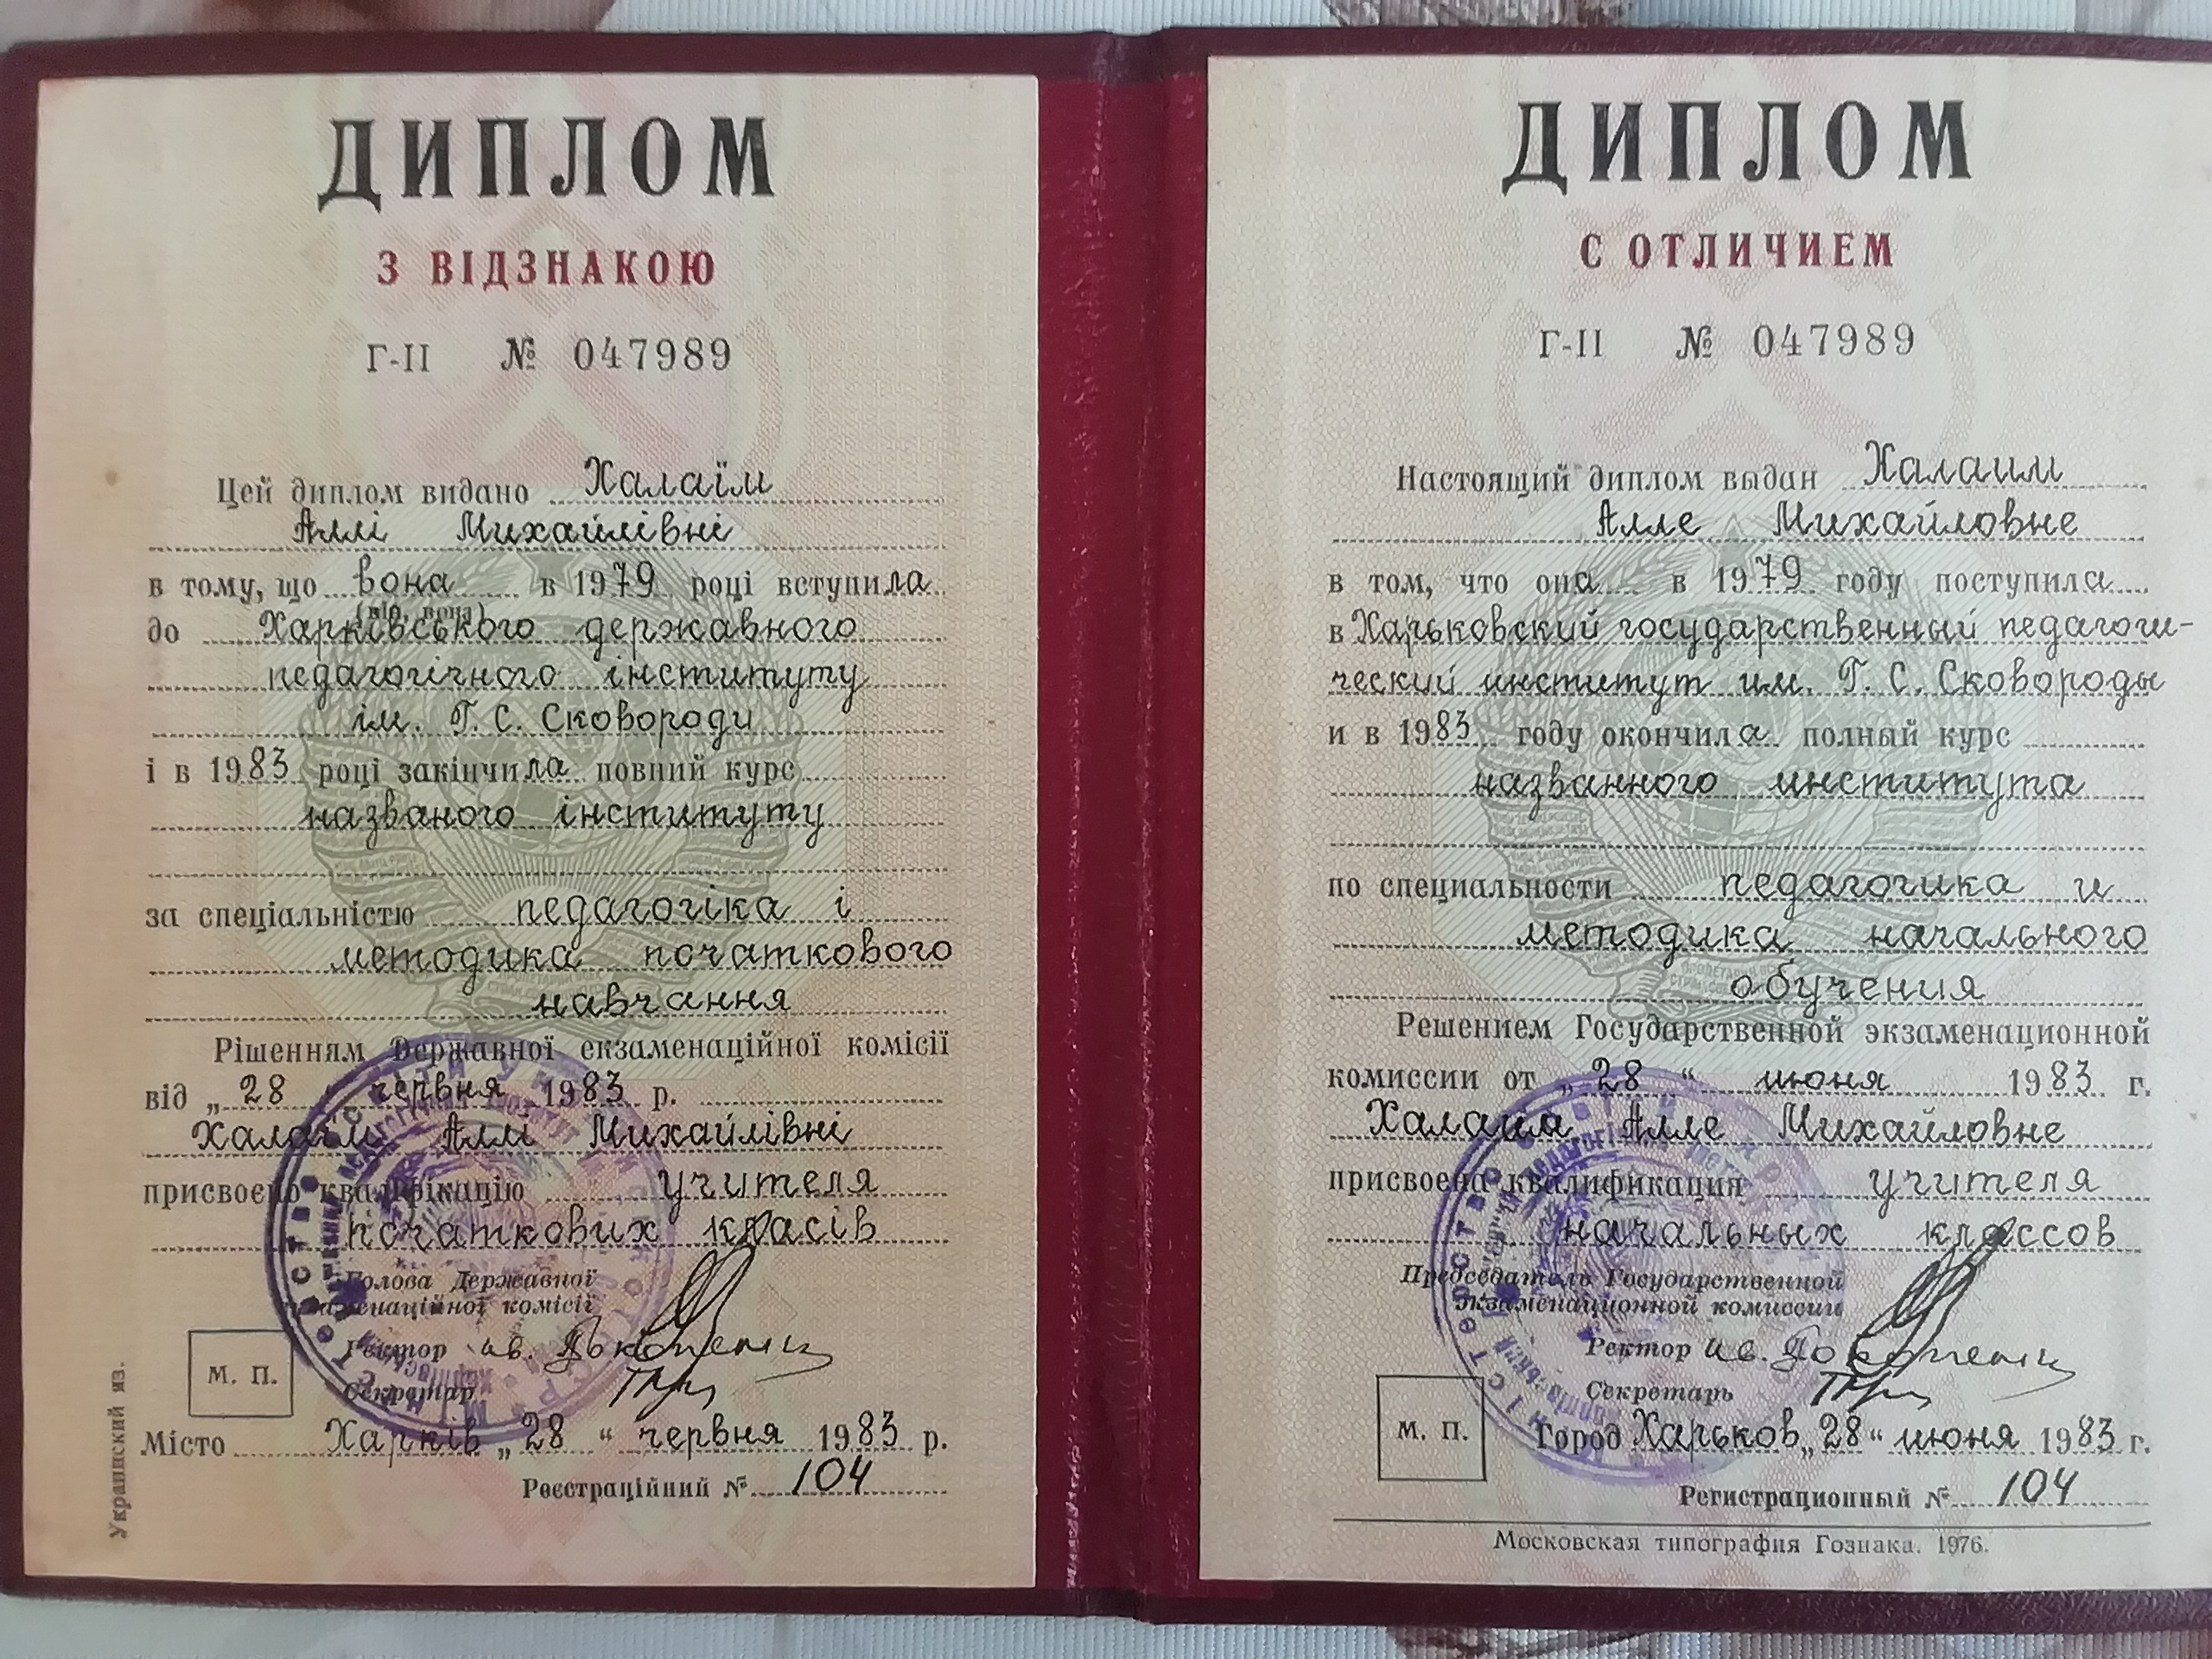 ДИПЛОМ
З ВІДЗНАКОЮ
Г-II № 047989
Цей диплом видано Халаїм
Аллі Михайлівні
в тому, що вона в 1979 році вступила
(він, вона)
до Харківського державного
педагогічного інституту
ім. Г. С. Сковороди
і в 1983 році закінчила повний курс
названого інституту
за спеціальністю педагогіка і
методика початкового
навчання
Рішенням Державної екзаменаційної комісії
від „28 червня 1983 р.
Халаїм Аллі Михайлівні
присвоєно кваліфікацію учителя
початкових класів
Голова Державної
екзаменаційної комісії
Ректор
Секретар
М. П.
Місто Харків „28“ червня 1983 р.
Реєстраційний № 104
Украинский яз.
ДИПЛОМ
С ОТЛИЧИЕМ
Г-II № 047989
Настоящий диплом выдан Халаим
Алле Михайловне
в том, что она в 1979 году поступила
в Харьковский государственный педагоги-
ческий институт им. Г. С. Сковороды
и в 1983 году окончила полный курс
названного института
по специальности педагогика и
методика начального
обучения
Решением Государственной экзаменационной
комиссии от „28“ июня 1983 г.
Халаим Алле Михайловне
присвоена квалификация учителя
начальных классов
Председатель Государственной
экзаменационной комиссии
Ректор
Секретарь
М. П.
Город Харьков „28“ июня 1983 г.
Регистрационный № 104
Московская типография Гознака. 1976.